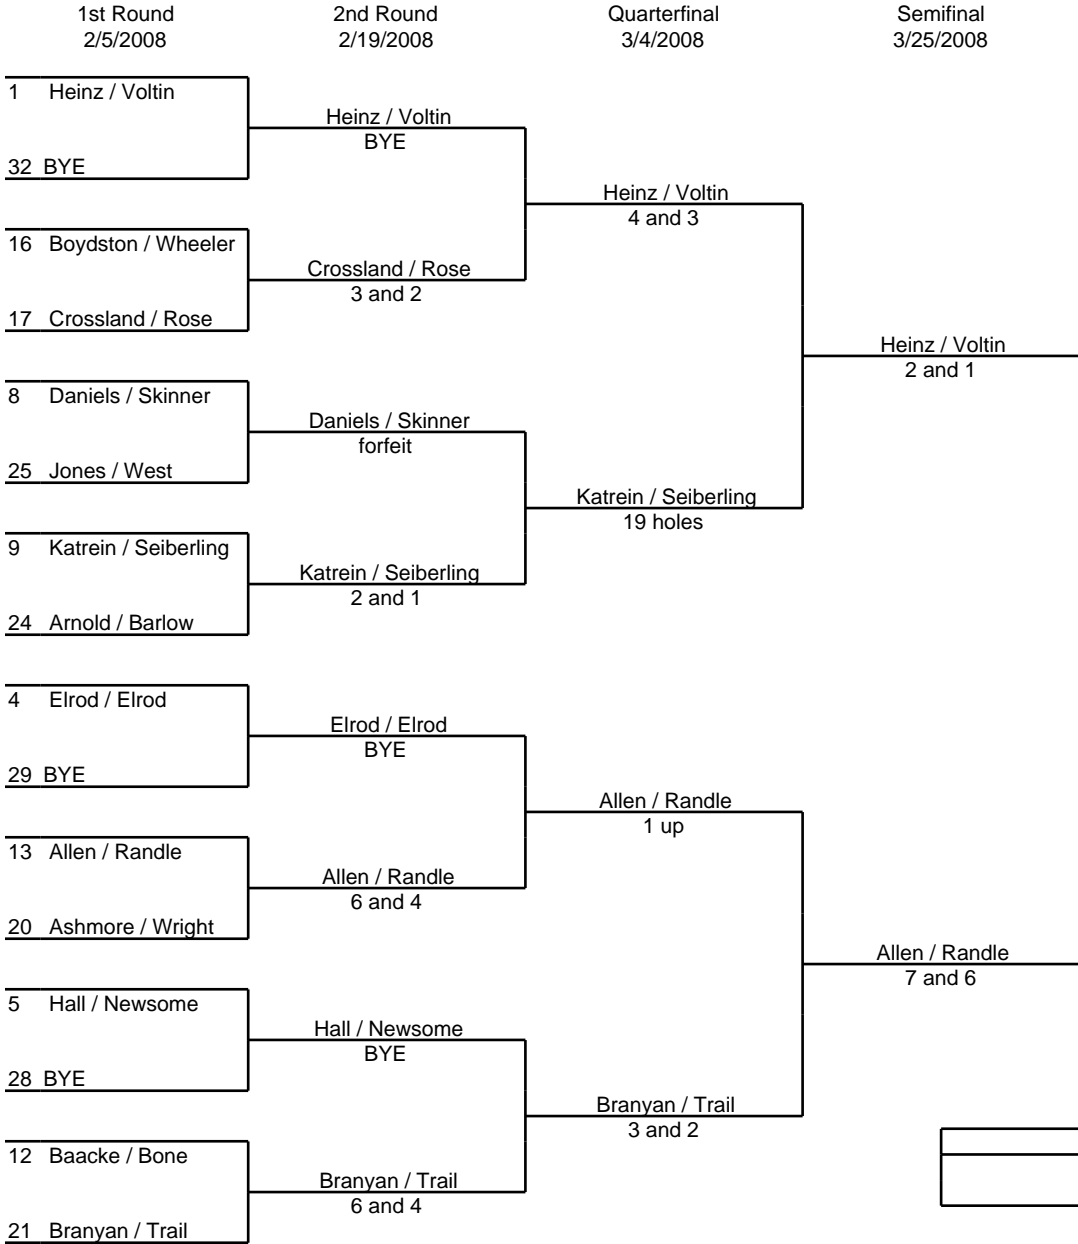 1st Round 2nd Round Quarterfinal Semifinal
2/5/2008 2/19/2008 3/4/2008 3/25/2008
1 Heinz / Voltin
Heinz / Voltin
BYE
32 BYE
Heinz / Voltin
4 and 3
16 Boydston / Wheeler
Crossland / Rose
3 and 2
17 Crossland / Rose
Heinz / Voltin
2 and 1
8 Daniels / Skinner
Daniels / Skinner
forfeit
25 Jones / West
Katrein / Seiberling
19 holes
9 Katrein / Seiberling
Katrein / Seiberling
2 and 1
24 Arnold / Barlow
4 Elrod / Elrod
Elrod / Elrod
BYE
29 BYE
Allen / Randle
1 up
13 Allen / Randle
Allen / Randle
6 and 4
20 Ashmore / Wright
Allen / Randle
7 and 6
5 Hall / Newsome
Hall / Newsome
BYE
28 BYE
Branyan / Trail
3 and 2
12 Baacke / Bone
Branyan / Trail
6 and 4
21 Branyan / Trail